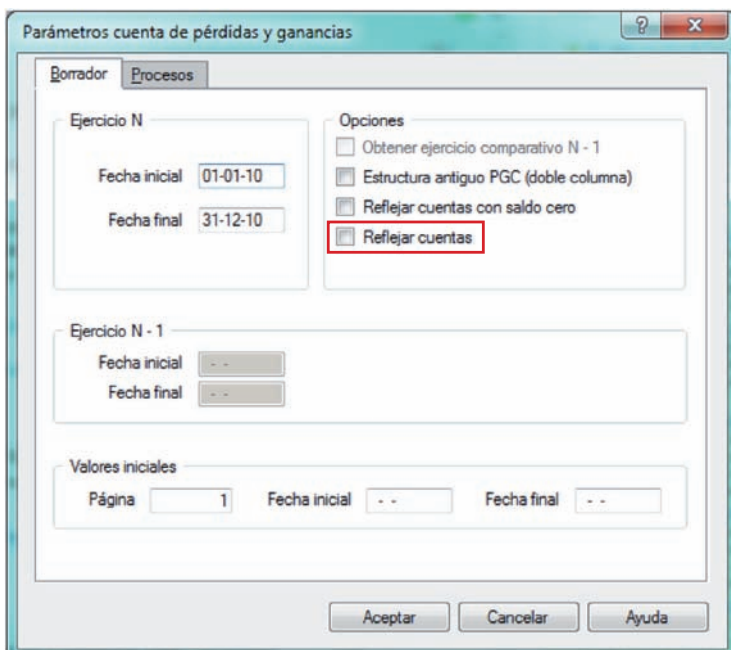 Parámetros cuenta de pérdidas y ganancias
?
x
Borrador
Procesos
Ejercicio N
Fecha inicial 01-01-10
Fecha final 31-12-10
Opciones
Obtener ejercicio comparativo N - 1
Estructura antiguo PGC (doble columna)
Reflejar cuentas con saldo cero
Reflejar cuentas
Ejercicio N - 1
Fecha inicial - -
Fecha final - -
Valores iniciales
Página 1 Fecha inicial - - Fecha final - -
Aceptar Cancelar Ayuda